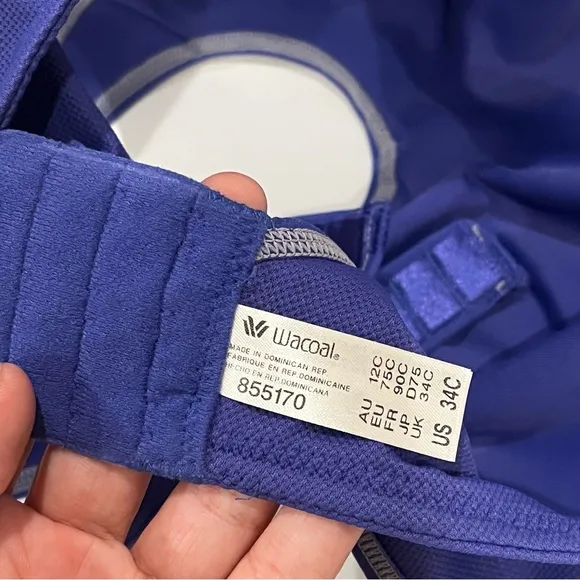 Wacoal®
MADE IN DOMINICAN REP
FABRIQUE EN REP DOMINICAINE
HECHO EN REP.DOMINICANA
855170
AU 12C
EU 75C
FR 90C
JP D75
UK 34C
US 34C